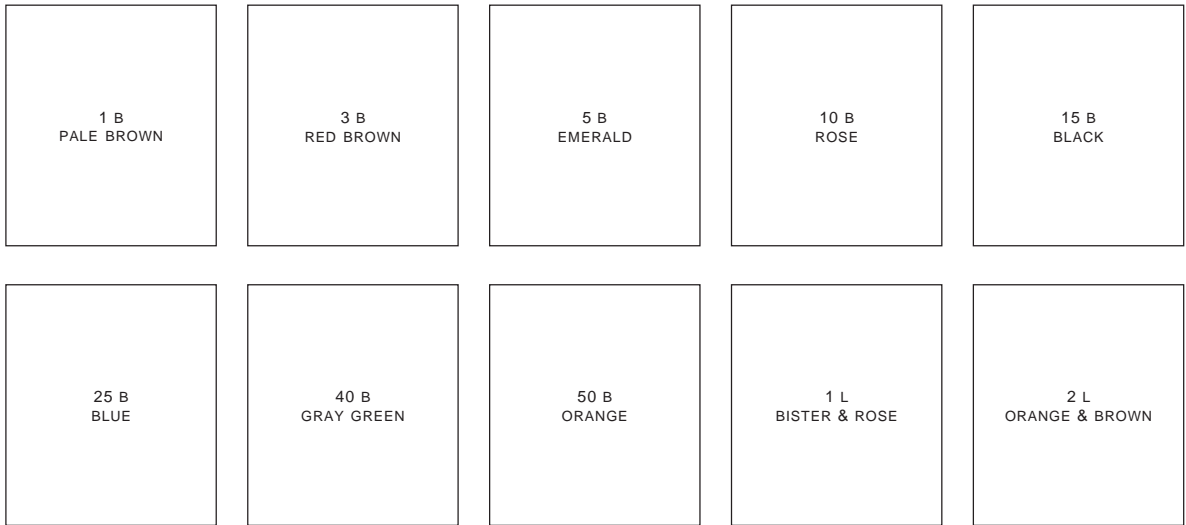 1 B
PALE BROWN
3 B
RED BROWN
5 B
EMERALD
10 B
ROSE
15 B
BLACK
25 B
BLUE
40 B
GRAY GREEN
50 B
ORANGE
1 L
BISTER & ROSE
2 L
ORANGE & BROWN